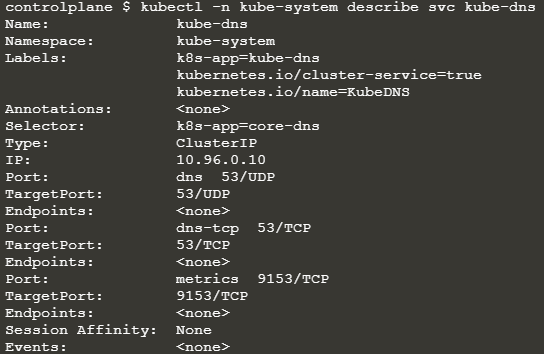 controlplane $ kubectl -n kube-system describe svc kube-dns
Name:              kube-dns
Namespace:         kube-system
Labels:            k8s-app=kube-dns
                   kubernetes.io/cluster-service=true
                   kubernetes.io/name=KubeDNS
Annotations:       <none>
Selector:          k8s-app=core-dns
Type:              ClusterIP
IP:                10.96.0.10
Port:              dns  53/UDP
TargetPort:        53/UDP
Endpoints:         <none>
Port:              dns-tcp  53/TCP
TargetPort:        53/TCP
Endpoints:         <none>
Port:              metrics  9153/TCP
TargetPort:        9153/TCP
Endpoints:         <none>
Session Affinity:  None
Events:            <none>